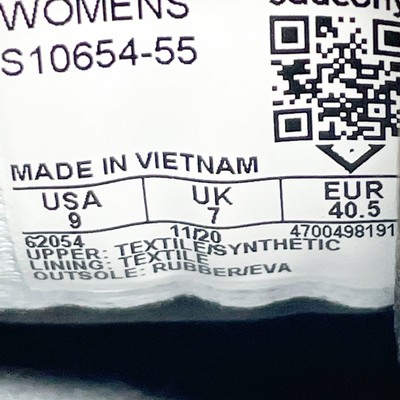 WOMENS
saucony
S10654-55
MADE IN VIETNAM
USA UK EUR
9 7 40.5
62054 11/20 4700498191
UPPER: TEXTILE/SYNTHETIC
LINING: TEXTILE
OUTSOLE: RUBBER/EVA